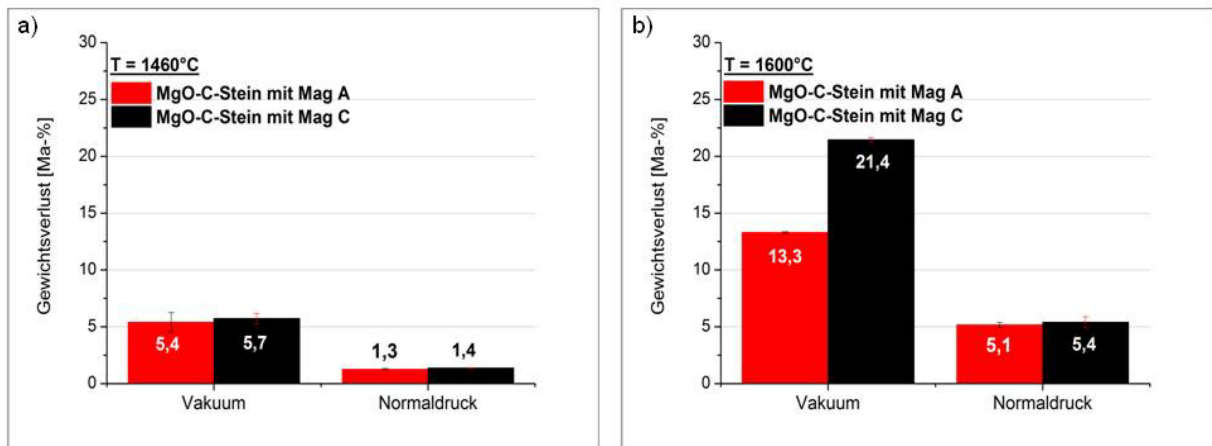 a)
30
25
20
15
10
5
0
Gewichtsverlust [Ma-%]
T = 1460°C
MgO-C-Stein mit Mag A
MgO-C-Stein mit Mag C
5,4
5,7
1,3
1,4
Vakuum
Normaldruck
b)
30
25
20
15
10
5
0
Gewichtsverlust [Ma-%]
T = 1600°C
MgO-C-Stein mit Mag A
MgO-C-Stein mit Mag C
13,3
21,4
5,1
5,4
Vakuum
Normaldruck